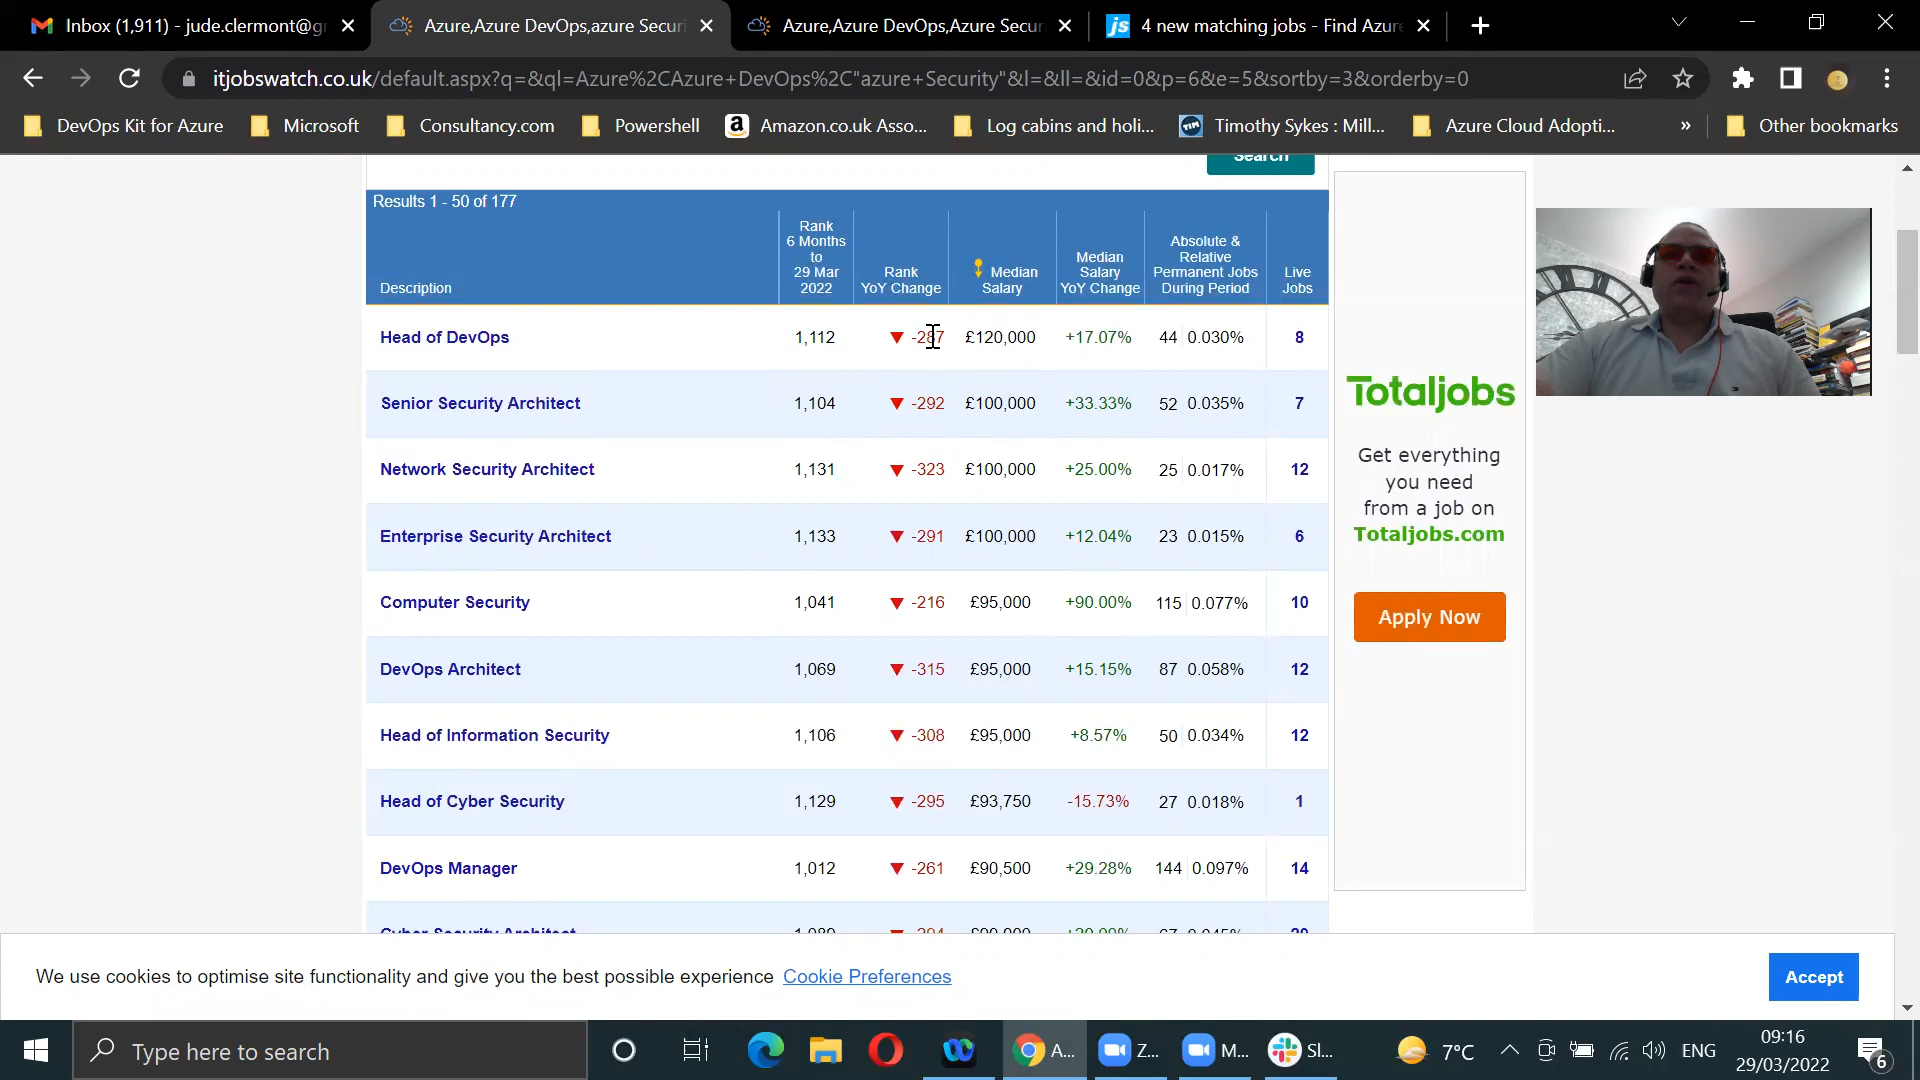 Inbox (1,911) - jude.clermont@gr
Azure,Azure DevOps,azure Securi
Azure,Azure DevOps,Azure Secur
js
4 new matching jobs - Find Azure
itjobswatch.co.uk/default.aspx?q=&ql=Azure%2CAzure+DevOps%2C"azure+Security"&l=&ll=&id=0&p=6&e=5&sortby=3&orderby=0
DevOps Kit for Azure
Microsoft
Consultancy.com
Powershell
Amazon.co.uk Asso...
Log cabins and holi...
TIM
Timothy Sykes : Mill...
Azure Cloud Adopti...
»
Other bookmarks
Search
Results 1 - 50 of 177
Description
Rank
6 Months
to
29 Mar
2022
Rank
YoY Change
Median
Salary
Median
Salary
YoY Change
Absolute &
Relative
Permanent Jobs
During Period
Live
Jobs
Head of DevOps 1,112 ▼ -287 £120,000 +17.07% 44 0.030% 8
Senior Security Architect 1,104 ▼ -292 £100,000 +33.33% 52 0.035% 7
Network Security Architect 1,131 ▼ -323 £100,000 +25.00% 25 0.017% 12
Enterprise Security Architect 1,133 ▼ -291 £100,000 +12.04% 23 0.015% 6
Computer Security 1,041 ▼ -216 £95,000 +90.00% 115 0.077% 10
DevOps Architect 1,069 ▼ -315 £95,000 +15.15% 87 0.058% 12
Head of Information Security 1,106 ▼ -308 £95,000 +8.57% 50 0.034% 12
Head of Cyber Security 1,129 ▼ -295 £93,750 -15.73% 27 0.018% 1
DevOps Manager 1,012 ▼ -261 £90,500 +29.28% 144 0.097% 14
Cyber Security Architect
Totaljobs
Get everything
you need
from a job on
Totaljobs.com
Apply Now
We use cookies to optimise site functionality and give you the best possible experience Cookie Preferences
Accept
Type here to search
A...
Z...
M...
Sl...
7°C
ENG
09:16
29/03/2022
6